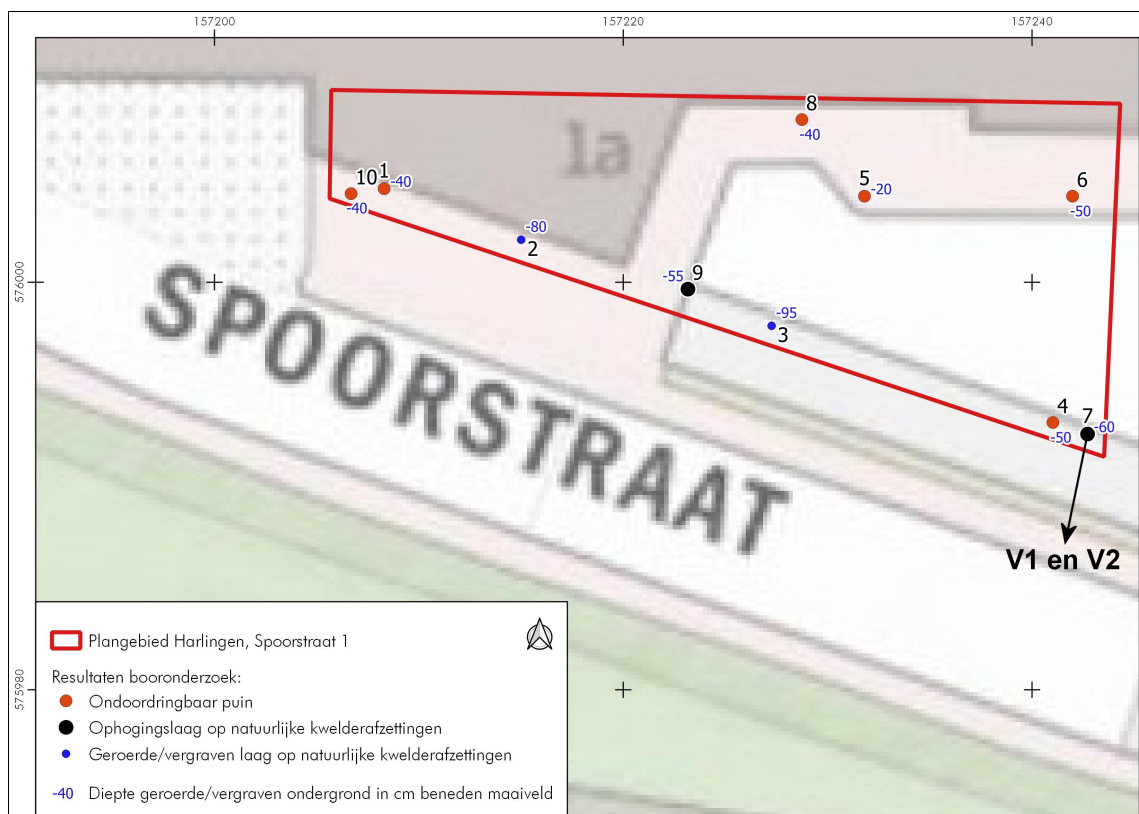 157200
157220
157240
8
-40
1a
10
1
-40
-40
5
-20
6
-50
-80
2
576000
-55
9
-95
3
SPOORSTRAAT
4
-50
7
-60
V1 en V2
575980
Plangebied Harlingen, Spoorstraat 1
Resultaten booronderzoek:
Ondoordringbaar puin
Ophogingslaag op natuurlijke kwelderafzettingen
Geroerde/vergraven laag op natuurlijke kwelderafzettingen
-40 Diepte geroerde/vergraven ondergrond in cm beneden maaiveld